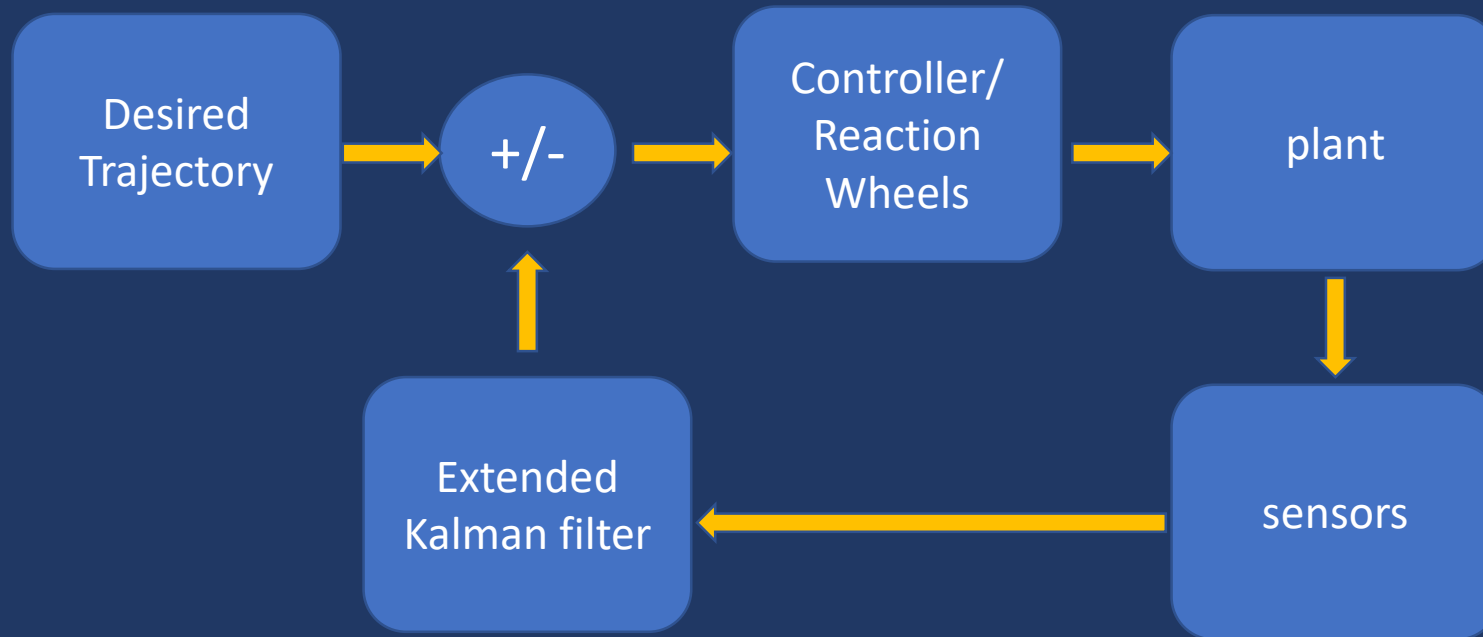 Desired
Trajectory
+/-
Controller/
Reaction
Wheels
plant
Extended
Kalman filter
sensors